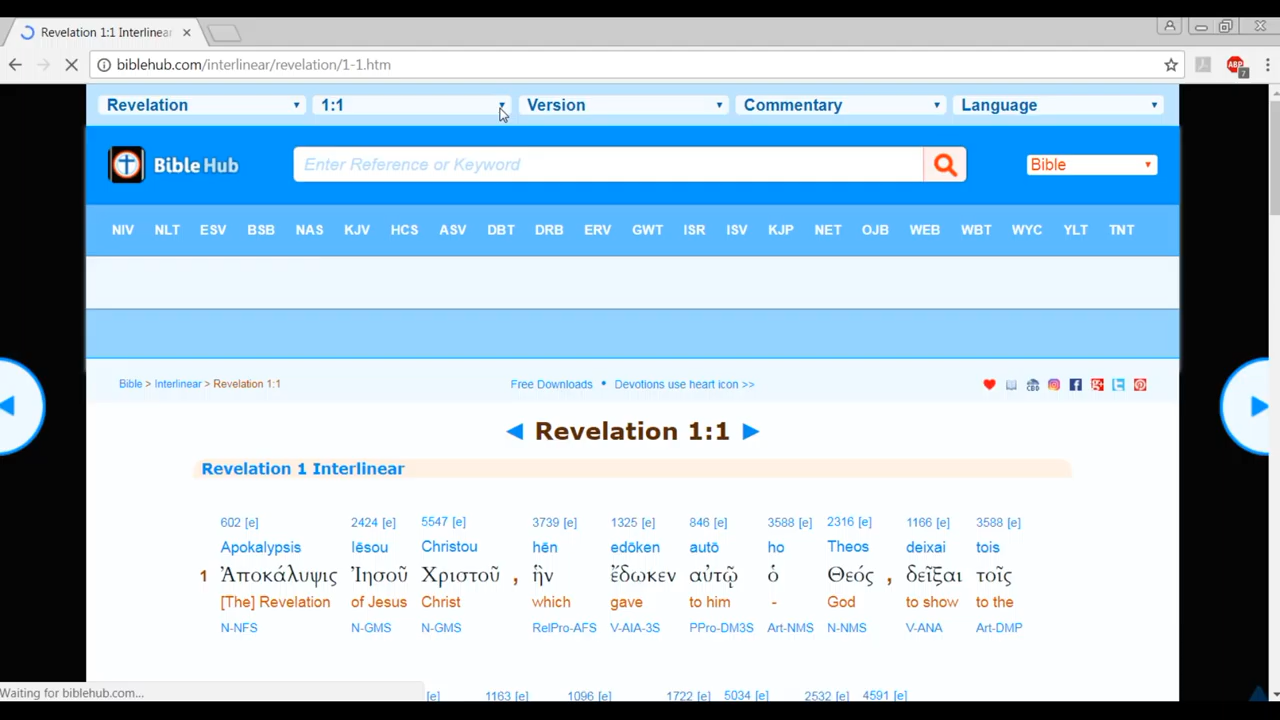 Revelation 1:1 Interlinear
biblehub.com/interlinear/revelation/1-1.htm
ABP
7
Revelation 1:1 Version Commentary Language
Bible Hub Enter Reference or Keyword Bible
NIV NLT ESV BSB NAS KJV HCS ASV DBT DRB ERV GWT ISR ISV KJP NET OJB WEB WBT WYC YLT TNT
Bible > Interlinear > Revelation 1:1 Free Downloads • Devotions use heart icon >>
◄ Revelation 1:1 ►
Revelation 1 Interlinear
602 [e] 2424 [e] 5547 [e] 3739 [e] 1325 [e] 846 [e] 3588 [e] 2316 [e] 1166 [e] 3588 [e]
Apokalypsis Iēsou Christou hēn edōken autō ho Theos deixai tois
1 Ἀποκάλυψις Ἰησοῦ Χριστοῦ , ἣν ἔδωκεν αὐτῷ ὁ Θεός , δεῖξαι τοῖς
[The] Revelation of Jesus Christ which gave to him - God to show to the
N-NFS N-GMS N-GMS RelPro-AFS V-AIA-3S PPro-DM3S Art-NMS N-NMS V-ANA Art-DMP
[e] 1163 [e] 1096 [e] 1722 [e] 5034 [e] 2532 [e] 4591 [e]
Waiting for biblehub.com...